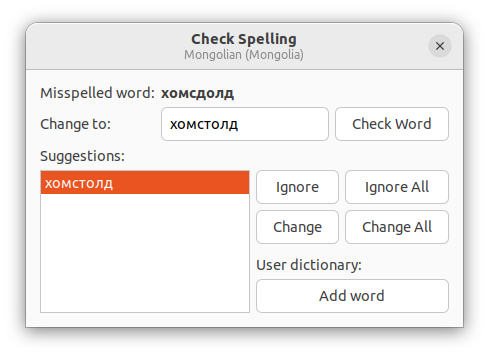 Check Spelling
Mongolian (Mongolia)
Misspelled word: хомсдолд
Change to: хомстолд Check Word
Suggestions:
хомстолд
Ignore Ignore All
Change Change All
User dictionary:
Add word